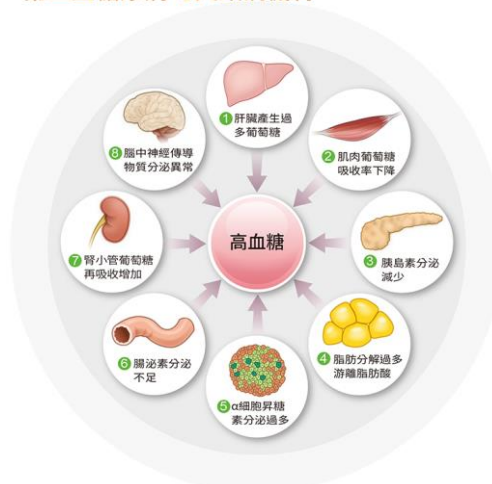 ❶肝臟產生過
多葡萄糖
❷肌肉葡萄糖
吸收率下降
❸胰島素分泌
減少
❹脂肪分解過多
游離脂肪酸
❺α細胞昇糖
素分泌過多
❻腸泌素分泌
不足
❼腎小管葡萄糖
再吸收增加
❽腦中神經傳導
物質分泌異常
高血糖